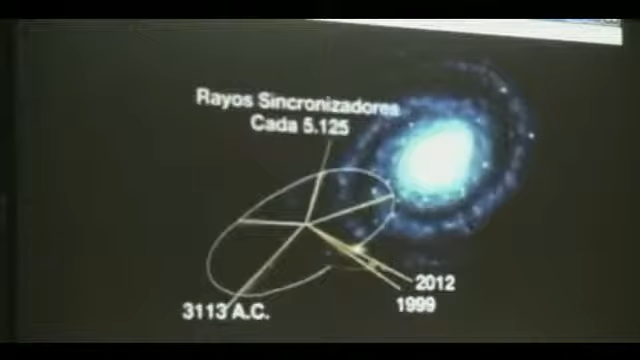 Rayos Sincronizadores
Cada 5.125
2012
1999
3113 A.C.